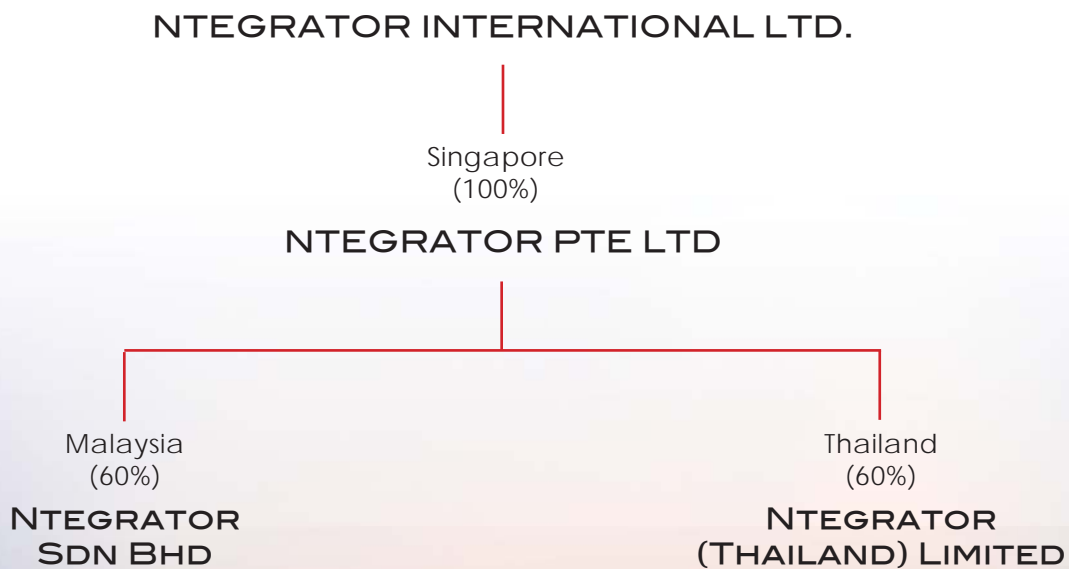 NTEGRATOR INTERNATIONAL LTD.
Singapore
(100%)
NTEGRATOR PTE LTD
Malaysia
(60%)
NTEGRATOR
SDN BHD
Thailand
(60%)
NTEGRATOR
(THAILAND) LIMITED